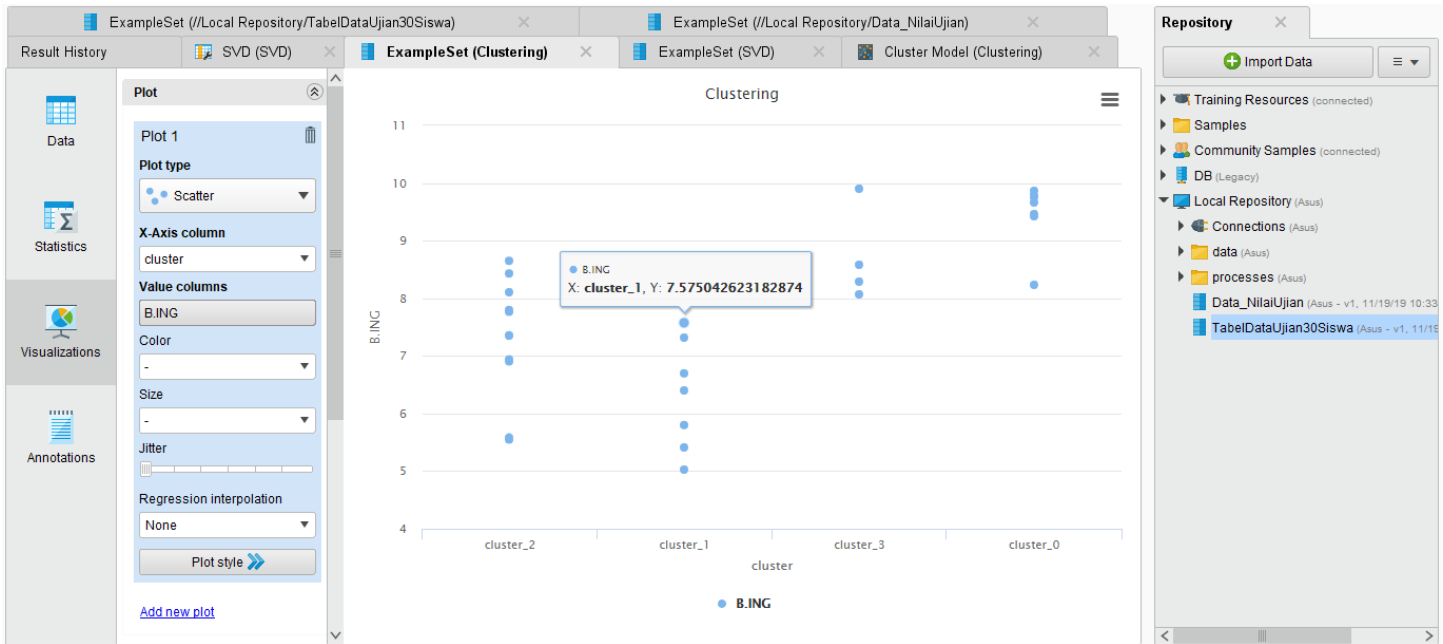 ExampleSet (//Local Repository/TabelDataUjian30Siswa)
ExampleSet (//Local Repository/Data_NilaiUjian)
Result History
SVD (SVD)
ExampleSet (Clustering)
ExampleSet (SVD)
Cluster Model (Clustering)
Data
Statistics
Visualizations
Annotations
Plot
Plot 1
Plot type
Scatter
X-Axis column
cluster
Value columns
B.ING
Color
-
Size
-
Jitter
Regression interpolation
None
Plot style
Add new plot
Clustering
11
10
9
8
7
6
5
4
B.ING
B.ING
X: cluster_1, Y: 7.575042623182874
cluster_2
cluster_1
cluster_3
cluster_0
cluster
B.ING
Repository
Import Data
Training Resources (connected)
Samples
Community Samples (connected)
DB (Legacy)
Local Repository (Asus)
Connections (Asus)
data (Asus)
processes (Asus)
Data_NilaiUjian (Asus - v1, 11/19/19 10:33
TabelDataUjian30Siswa (Asus - v1, 11/19